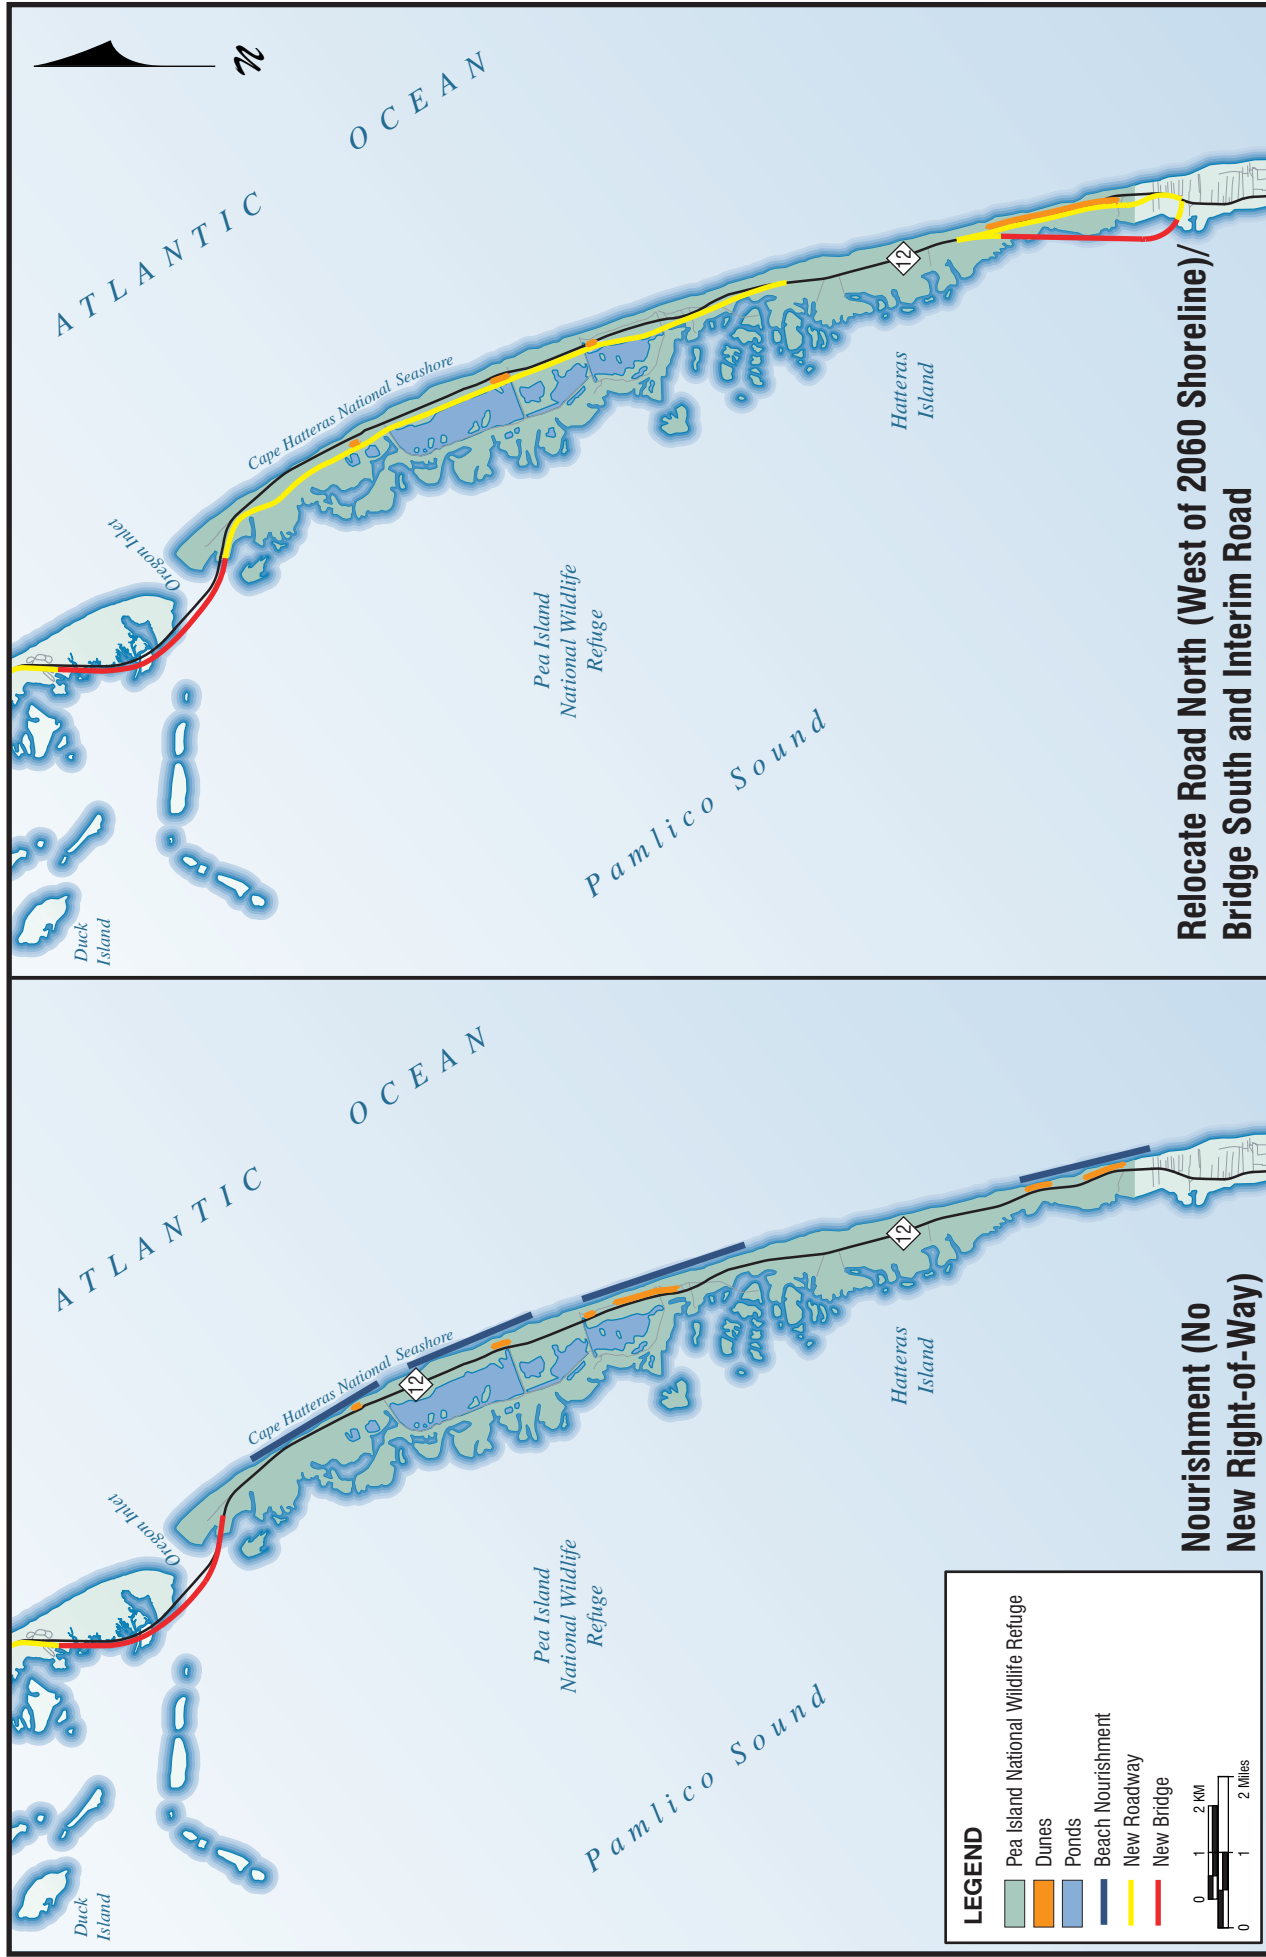 Duck
Island
Oregon Inlet
Cape Hatteras National Seashore
ATLANTIC
OCEAN
12
Pea Island
National Wildlife
Refuge
Pamlico Sound
Hatteras
Island
12
LEGEND
Pea Island National Wildlife Refuge
Dunes
Ponds
Beach Nourishment
New Roadway
New Bridge
0 1 2 KM
0 1 2 Miles
Nourishment (No
New Right-of-Way)
Duck
Island
Oregon Inlet
Cape Hatteras National Seashore
ATLANTIC
OCEAN
n
Pea Island
National Wildlife
Refuge
Pamlico Sound
Hatteras
Island
12
Relocate Road North (West of 2060 Shoreline)/
Bridge South and Interim Road